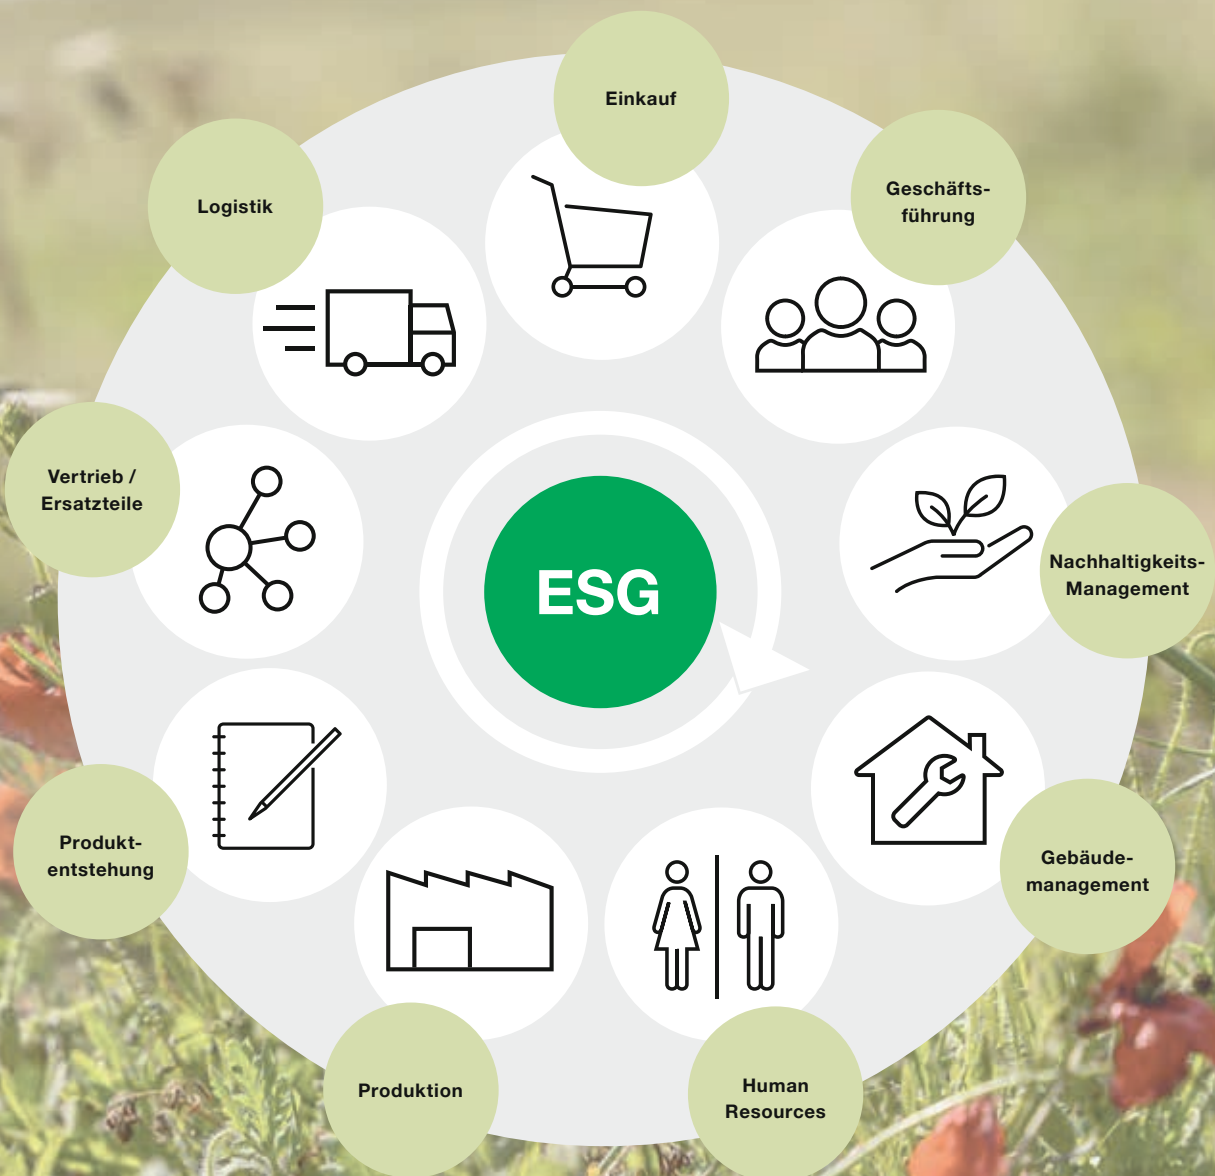 Einkauf
Geschäfts-
führung
Logistik
Vertrieb /
Ersatzteile
ESG
Nachhaltigkeits-
Management
Produkt-
entstehung
Gebäude-
management
Produktion
Human
Resources